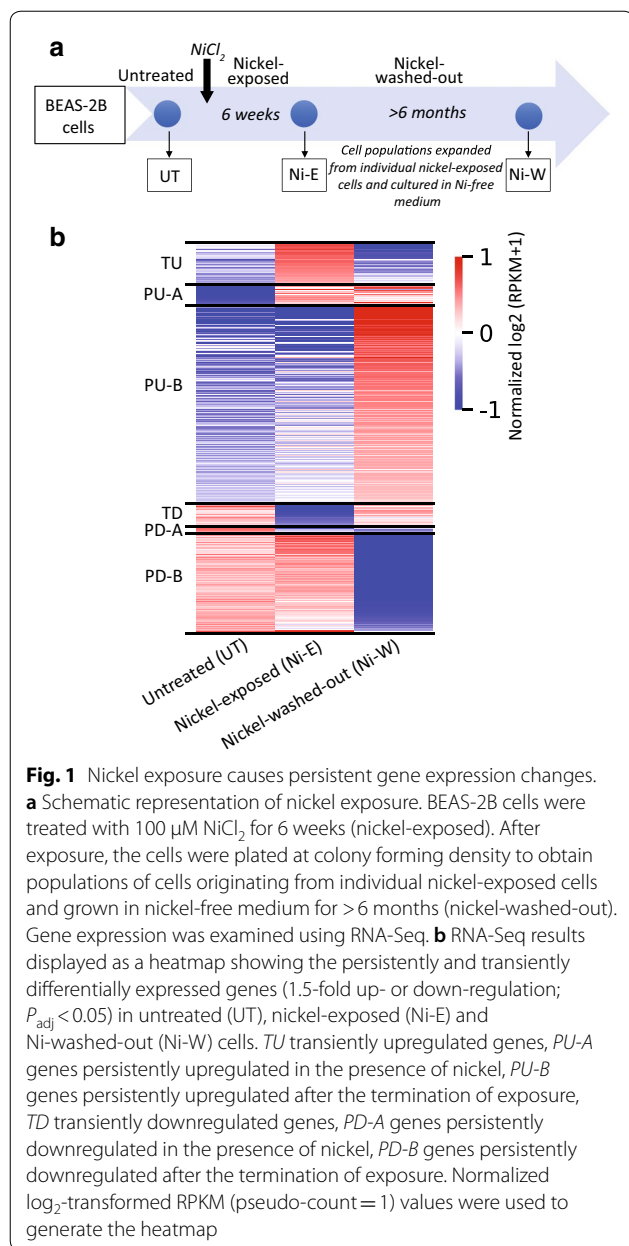 a
NiCl2
Untreated
Nickel-
exposed
Nickel-
washed-out
BEAS-2B
cells
6 weeks
>6 months
UT
Ni-E
Cell populations expanded
from individual nickel-exposed
cells and cultured in Ni-free
medium
Ni-W
b
TU
PU-A
PU-B
TD
PD-A
PD-B
1
0
-1
Normalized log2 (RPKM+1)
Untreated (UT)
Nickel-exposed (Ni-E)
Nickel-washed-out (Ni-W)
Fig. 1 Nickel exposure causes persistent gene expression changes.
a Schematic representation of nickel exposure. BEAS-2B cells were
treated with 100 µM NiCl2 for 6 weeks (nickel-exposed). After
exposure, the cells were plated at colony forming density to obtain
populations of cells originating from individual nickel-exposed cells
and grown in nickel-free medium for > 6 months (nickel-washed-out).
Gene expression was examined using RNA-Seq. b RNA-Seq results
displayed as a heatmap showing the persistently and transiently
differentially expressed genes (1.5-fold up- or down-regulation;
Padj < 0.05) in untreated (UT), nickel-exposed (Ni-E) and
Ni-washed-out (Ni-W) cells. TU transiently upregulated genes, PU-A
genes persistently upregulated in the presence of nickel, PU-B
genes persistently upregulated after the termination of exposure,
TD transiently downregulated genes, PD-A genes persistently
downregulated in the presence of nickel, PD-B genes persistently
downregulated after the termination of exposure. Normalized
log2-transformed RPKM (pseudo-count = 1) values were used to
generate the heatmap